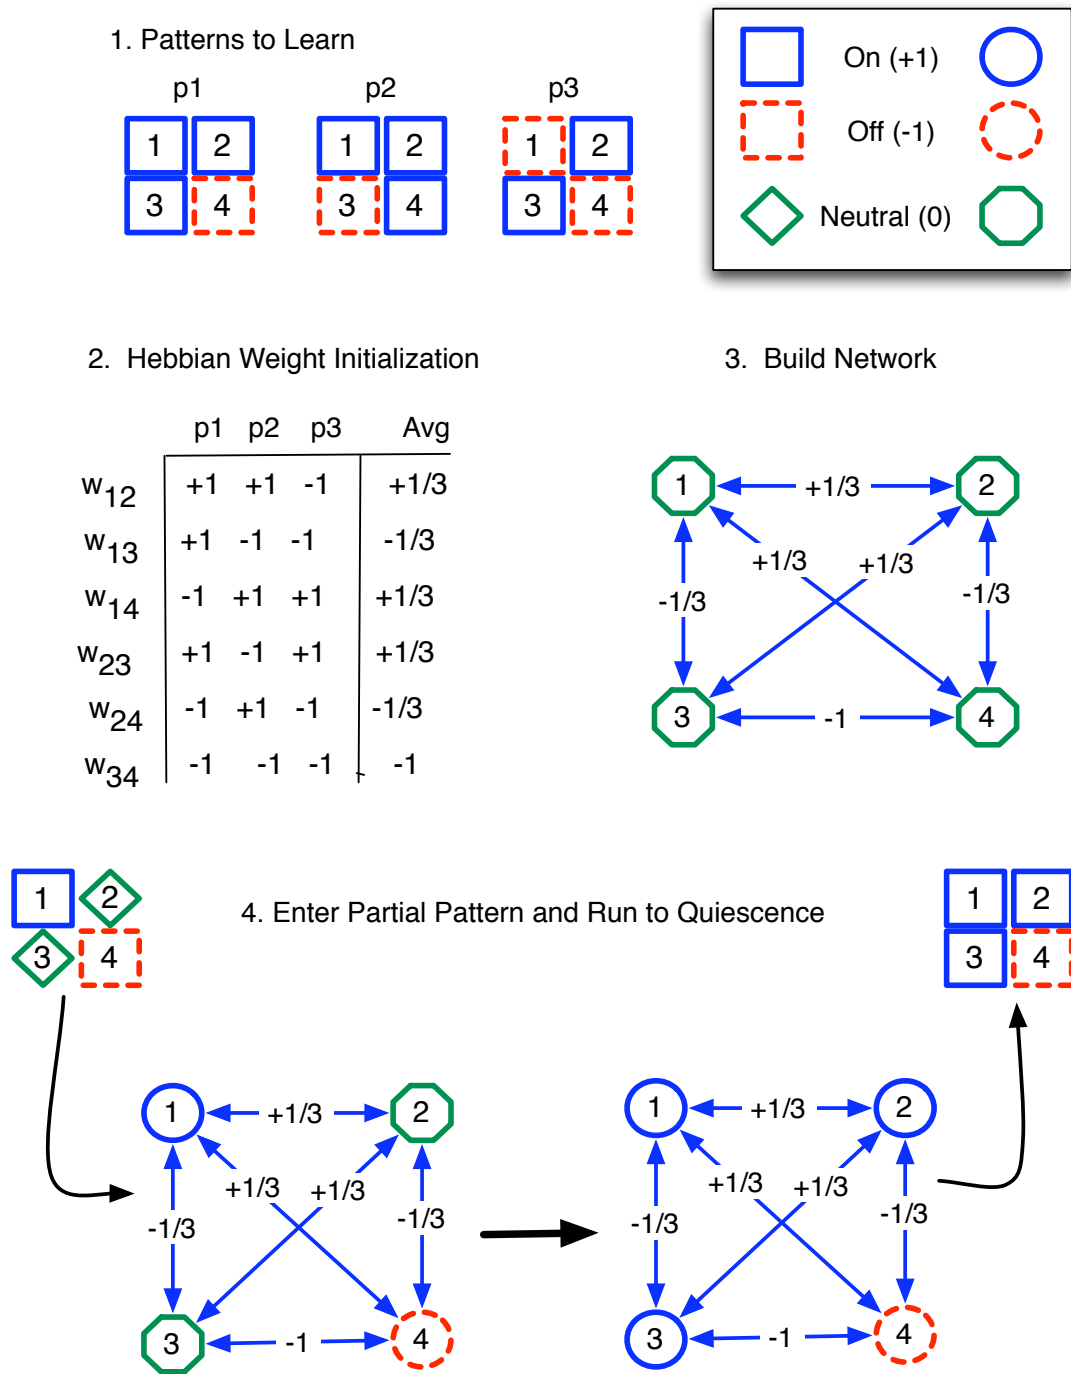 1. Patterns to Learn
p1 p2 p3
1 2 1 2 1 2
3 4 3 4 3 4
On (+1)
Off (-1)
Neutral (0)
2. Hebbian Weight Initialization
p1 p2 p3 Avg
w12 +1 +1 -1 +1/3
w13 +1 -1 -1 -1/3
w14 -1 +1 +1 +1/3
w23 +1 -1 +1 +1/3
w24 -1 +1 -1 -1/3
w34 -1 -1 -1 -1
3. Build Network
1 +1/3 2
+1/3 +1/3
-1/3 -1/3
3 -1 4
4. Enter Partial Pattern and Run to Quiescence
1 2
3 4
1 2
3 4
1 +1/3 2
+1/3 +1/3
-1/3 -1/3
3 -1 4
1 +1/3 2
+1/3 +1/3
-1/3 -1/3
3 -1 4